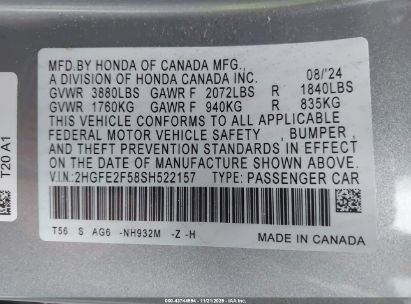 MFD.BY HONDA OF CANADA MFG.,
A DIVISION OF HONDA CANADA INC. 08/'24
GVWR 3880LBS GAWR F 2072LBS R 1840LBS
GVWR 1760KG GAWR F 940KG R 835KG
THIS VEHICLE CONFORMS TO ALL APPLICABLE
FEDERAL MOTOR VEHICLE SAFETY , BUMPER ,
AND THEFT PREVENTION STANDARDS IN EFFECT ON
THE DATE OF MANUFACTURE SHOWN ABOVE.
V.I.N: 2HGFE2F58SH522157 TYPE: PASSENGER CAR
T56 S AG6 -NH932M -Z -H
MADE IN CANADA
T20 A1